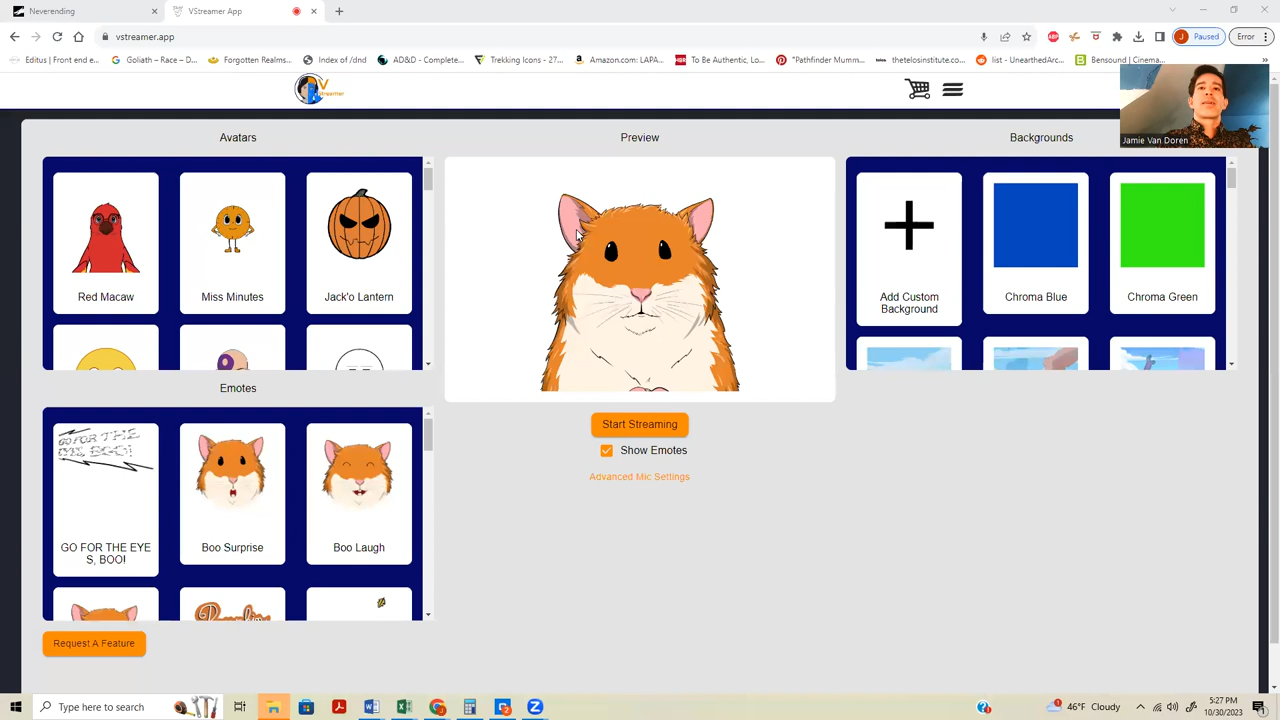 Neverending
VStreamer App
vstreamer.app
Paused
Error
Editus | Front end e...
Goliath – Race – D...
Forgotten Realms...
Index of /dnd
AD&D - Complete...
Trekking Icons - 27...
Amazon.com: LAPA...
To Be Authentic, Lo...
"Pathfinder Mumm...
thetelosinstitute.co...
list - UnearthedArc...
Bensound | Cinema...
V
streamer
Jamie Van Doren
Avatars
Preview
Backgrounds
Red Macaw
Miss Minutes
Jack'o Lantern
Add Custom
Background
Chroma Blue
Chroma Green
Emotes
Start Streaming
Show Emotes
Advanced Mic Settings
GO FOR THE
EYES, BOO!
GO FOR THE EYE
S, BOO!
Boo Surprise
Boo Laugh
Request A Feature
Type here to search
46°F Cloudy
5:27 PM
10/30/2023